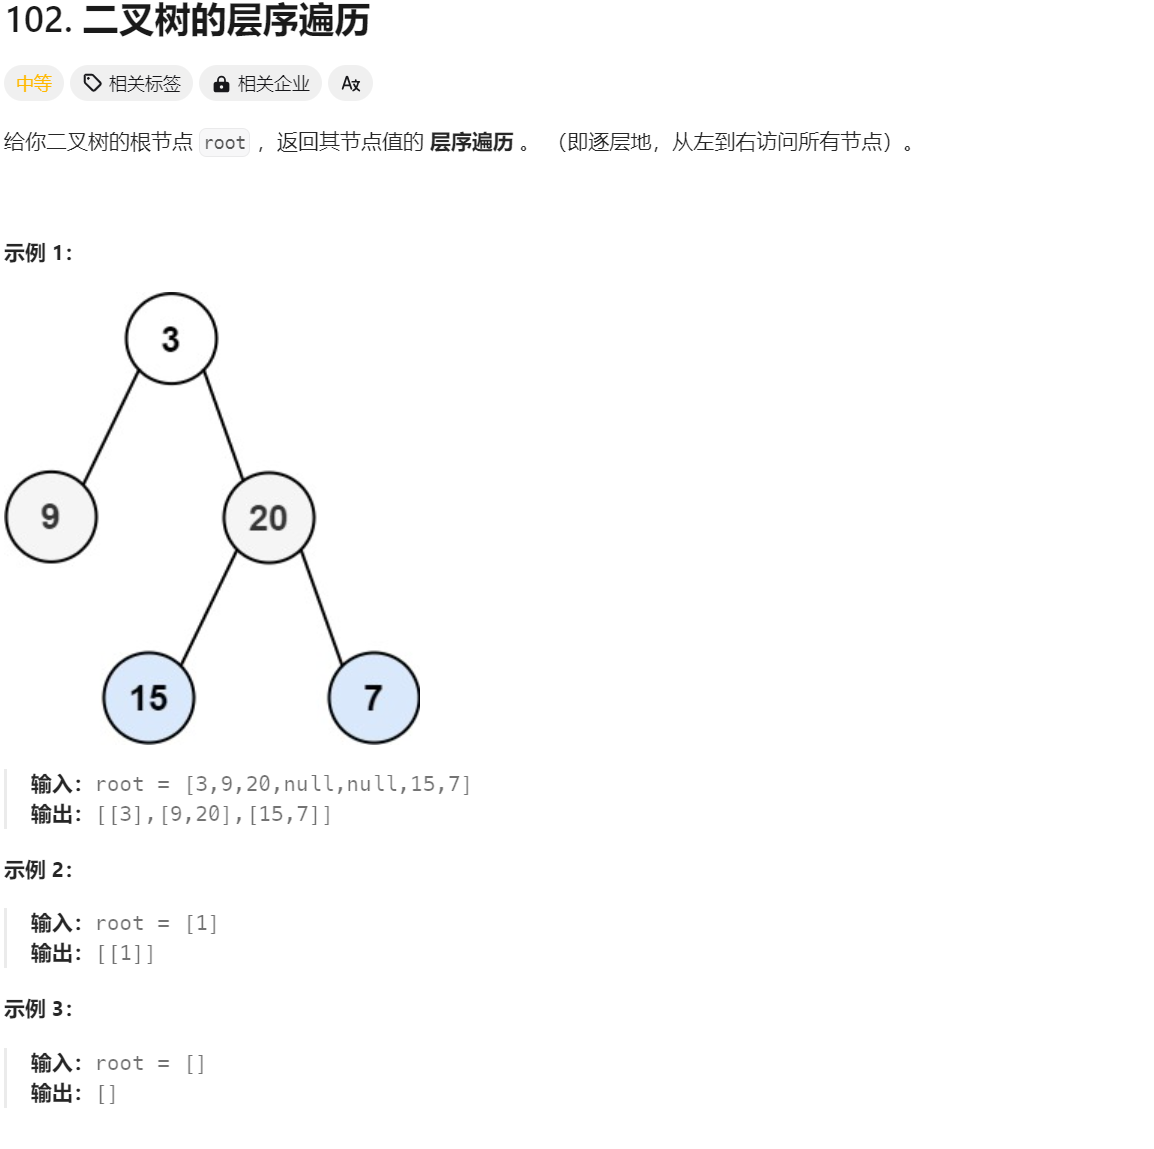 102. 二叉树的层序遍历
中等 相关标签 相关企业 A文
给你二叉树的根节点 root ，返回其节点值的 层序遍历 。 （即逐层地，从左到右访问所有节点）。
示例 1：
3
9
20
15
7
输入：root = [3,9,20,null,null,15,7]
输出：[[3],[9,20],[15,7]]
示例 2：
输入：root = [1]
输出：[[1]]
示例 3：
输入：root = []
输出：[]